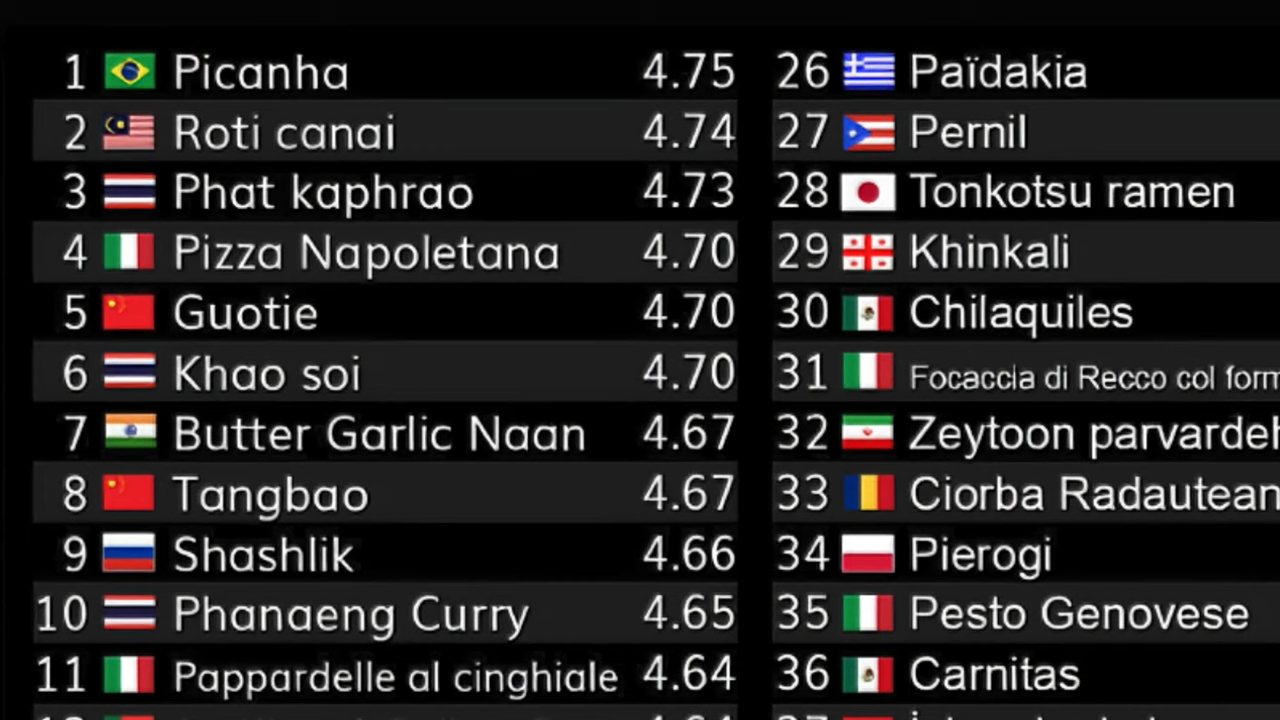 1 Picanha 4.75
2 Roti canai 4.74
3 Phat kaphrao 4.73
4 Pizza Napoletana 4.70
5 Guotie 4.70
6 Khao soi 4.70
7 Butter Garlic Naan 4.67
8 Tangbao 4.67
9 Shashlik 4.66
10 Phanaeng Curry 4.65
11 Pappardelle al cinghiale 4.64
26 Païdakia
27 Pernil
28 Tonkotsu ramen
29 Khinkali
30 Chilaquiles
31 Focaccia di Recco col form
32 Zeytoon parvardeh
33 Ciorba Radautean
34 Pierogi
35 Pesto Genovese
36 Carnitas